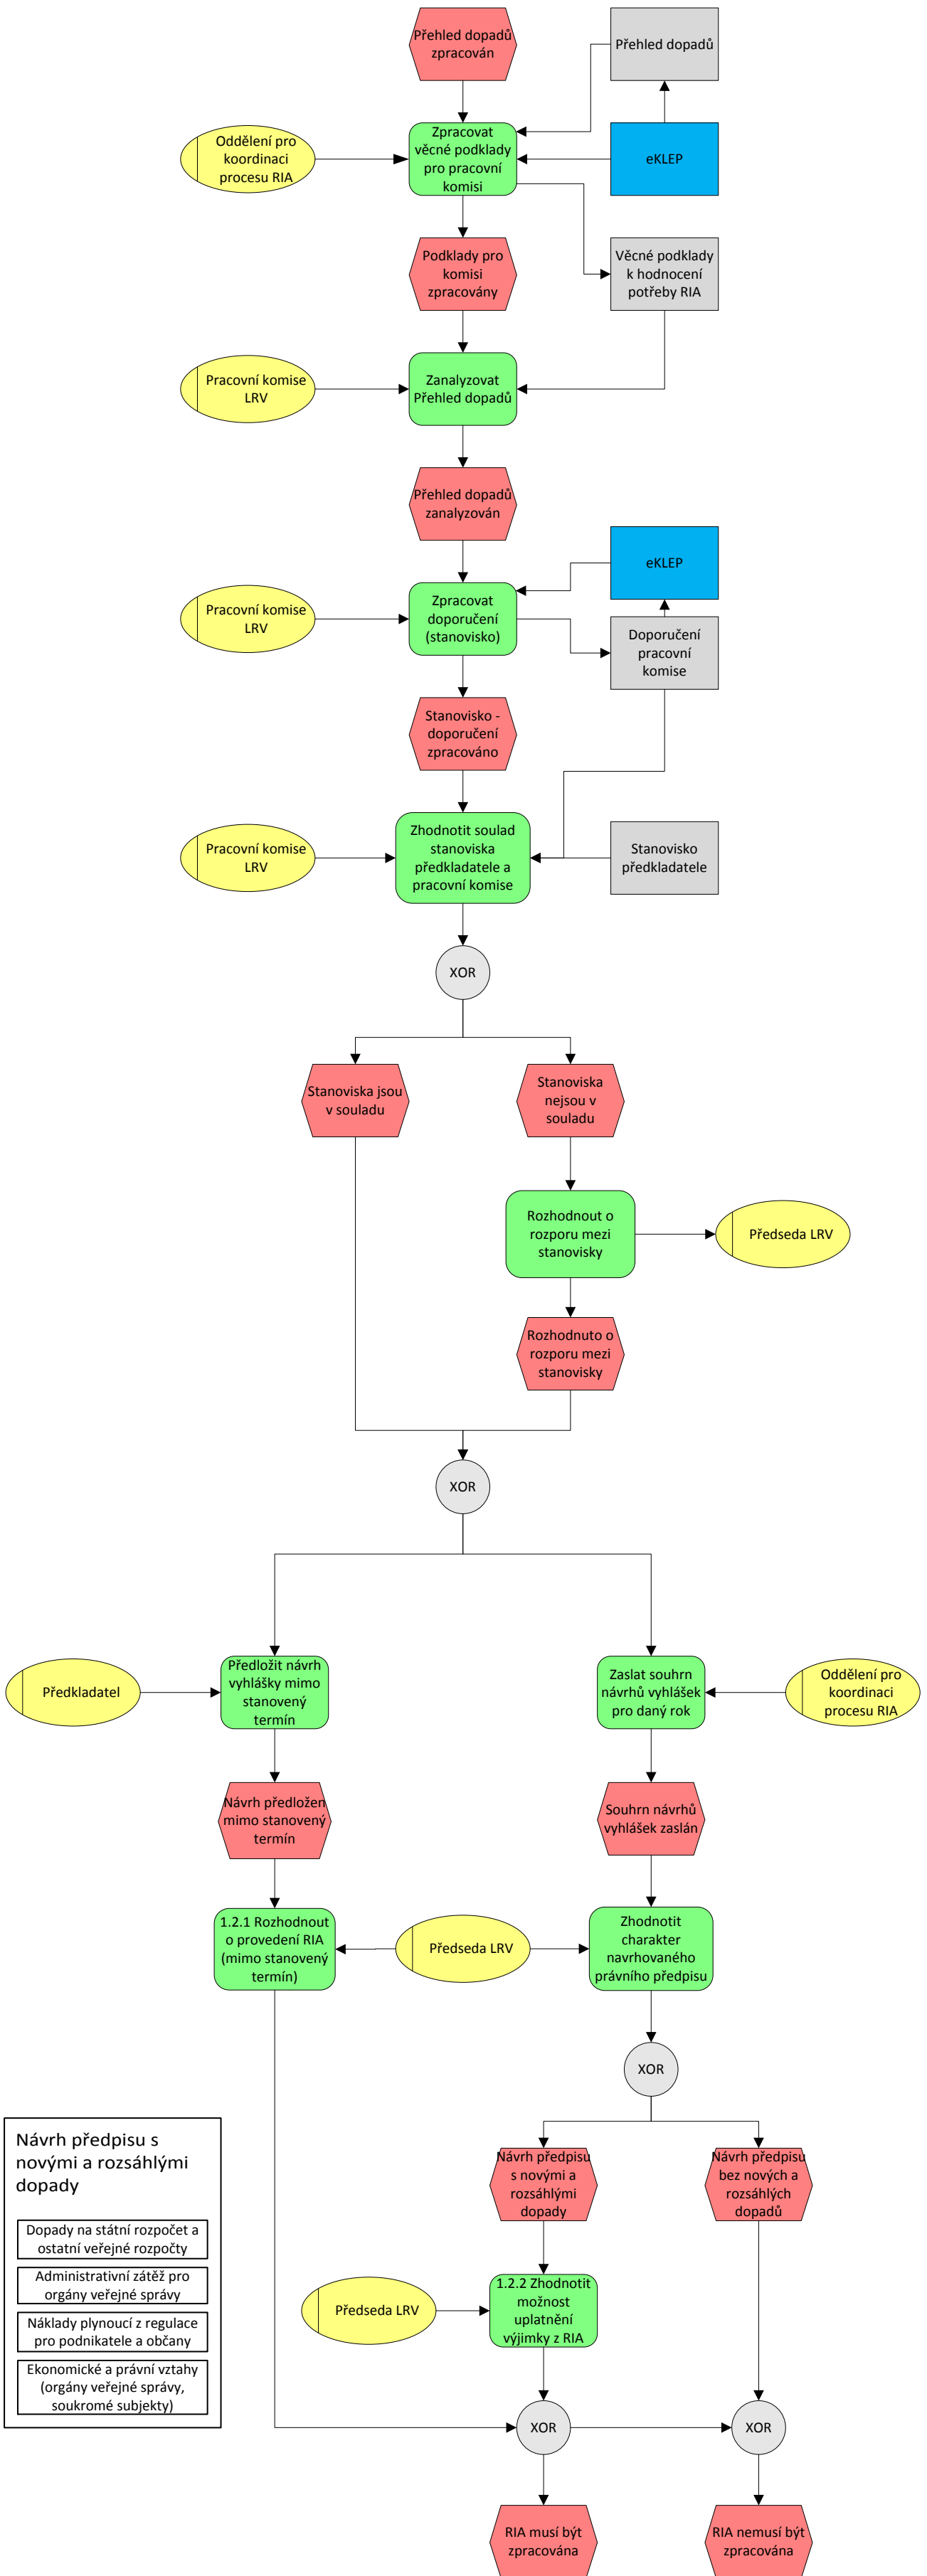 Přehled dopadů
zpracován
Přehled dopadů
Oddělení pro
koordinaci
procesu RIA
Zpracovat
věcné podklady
pro pracovní
komisi
eKLEP
Podklady pro
komisi
zpracovány
Věcné podklady
k hodnocení
potřeby RIA
Pracovní komise
LRV
Zanalyzovat
Přehled dopadů
Přehled dopadů
zanalyzován
eKLEP
Pracovní komise
LRV
Zpracovat
doporučení
(stanovisko)
Doporučení
pracovní
komise
Stanovisko -
doporučení
zpracováno
Pracovní komise
LRV
Zhodnotit soulad
stanoviska
předkladatele a
pracovní komise
Stanovisko
předkladatele
XOR
Stanoviska jsou
v souladu
Stanoviska
nejsou v
souladu
Rozhodnout o
rozporu mezi
stanovisky
Předseda LRV
Rozhodnuto o
rozporu mezi
stanovisky
XOR
Předkladatel
Předložit návrh
vyhlášky mimo
stanovený
termín
Zaslat souhrn
návrhů vyhlášek
pro daný rok
Oddělení pro
koordinaci
procesu RIA
Návrh předložen
mimo stanovený
termín
Souhrn návrhů
vyhlášek zaslán
1.2.1 Rozhodnout
o provedení RIA
(mimo stanovený
termín)
Předseda LRV
Zhodnotit
charakter
navrhovaného
právního předpisu
XOR
Návrh předpisu s
novými a rozsáhlými
dopady
Dopady na státní rozpočet a
ostatní veřejné rozpočty
Administrativní zátěž pro
orgány veřejné správy
Náklady plynoucí z regulace
pro podnikatele a občany
Ekonomické a právní vztahy
(orgány veřejné správy,
soukromé subjekty)
Návrh předpisu
s novými a
rozsáhlými
dopady
Návrh předpisu
bez nových a
rozsáhlých
dopadů
Předseda LRV
1.2.2 Zhodnotit
možnost
uplatnění
výjimky z RIA
XOR
XOR
RIA musí být
zpracována
RIA nemusí být
zpracována